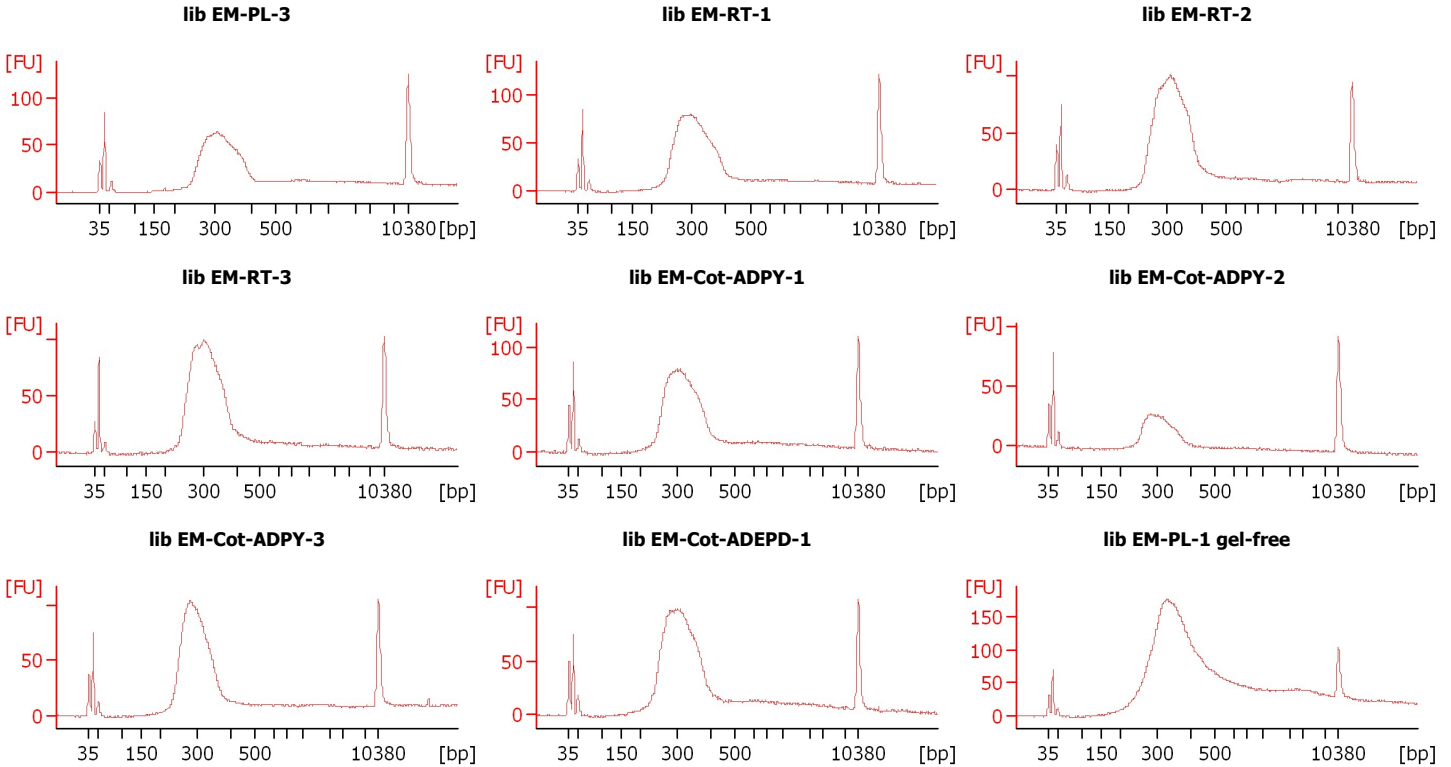 lib EM-PL-3 lib EM-RT-1 lib EM-RT-2
[FU] [FU] [FU]
100 100
50 50 50
0 0 0
35 150 300 500 10380 [bp] 35 150 300 500 10380 [bp] 35 150 300 500 10380 [bp]
lib EM-RT-3 lib EM-Cot-ADPY-1 lib EM-Cot-ADPY-2
[FU] [FU] [FU]
100
50 50 50
0 0 0
35 150 300 500 10380 [bp] 35 150 300 500 10380 [bp] 35 150 300 500 10380 [bp]
lib EM-Cot-ADPY-3 lib EM-Cot-ADEPD-1 lib EM-PL-1 gel-free
[FU] [FU] [FU]
150
100
50 50 50
0 0 0
35 150 300 500 10380 [bp] 35 150 300 500 10380 [bp] 35 150 300 500 10380 [bp]